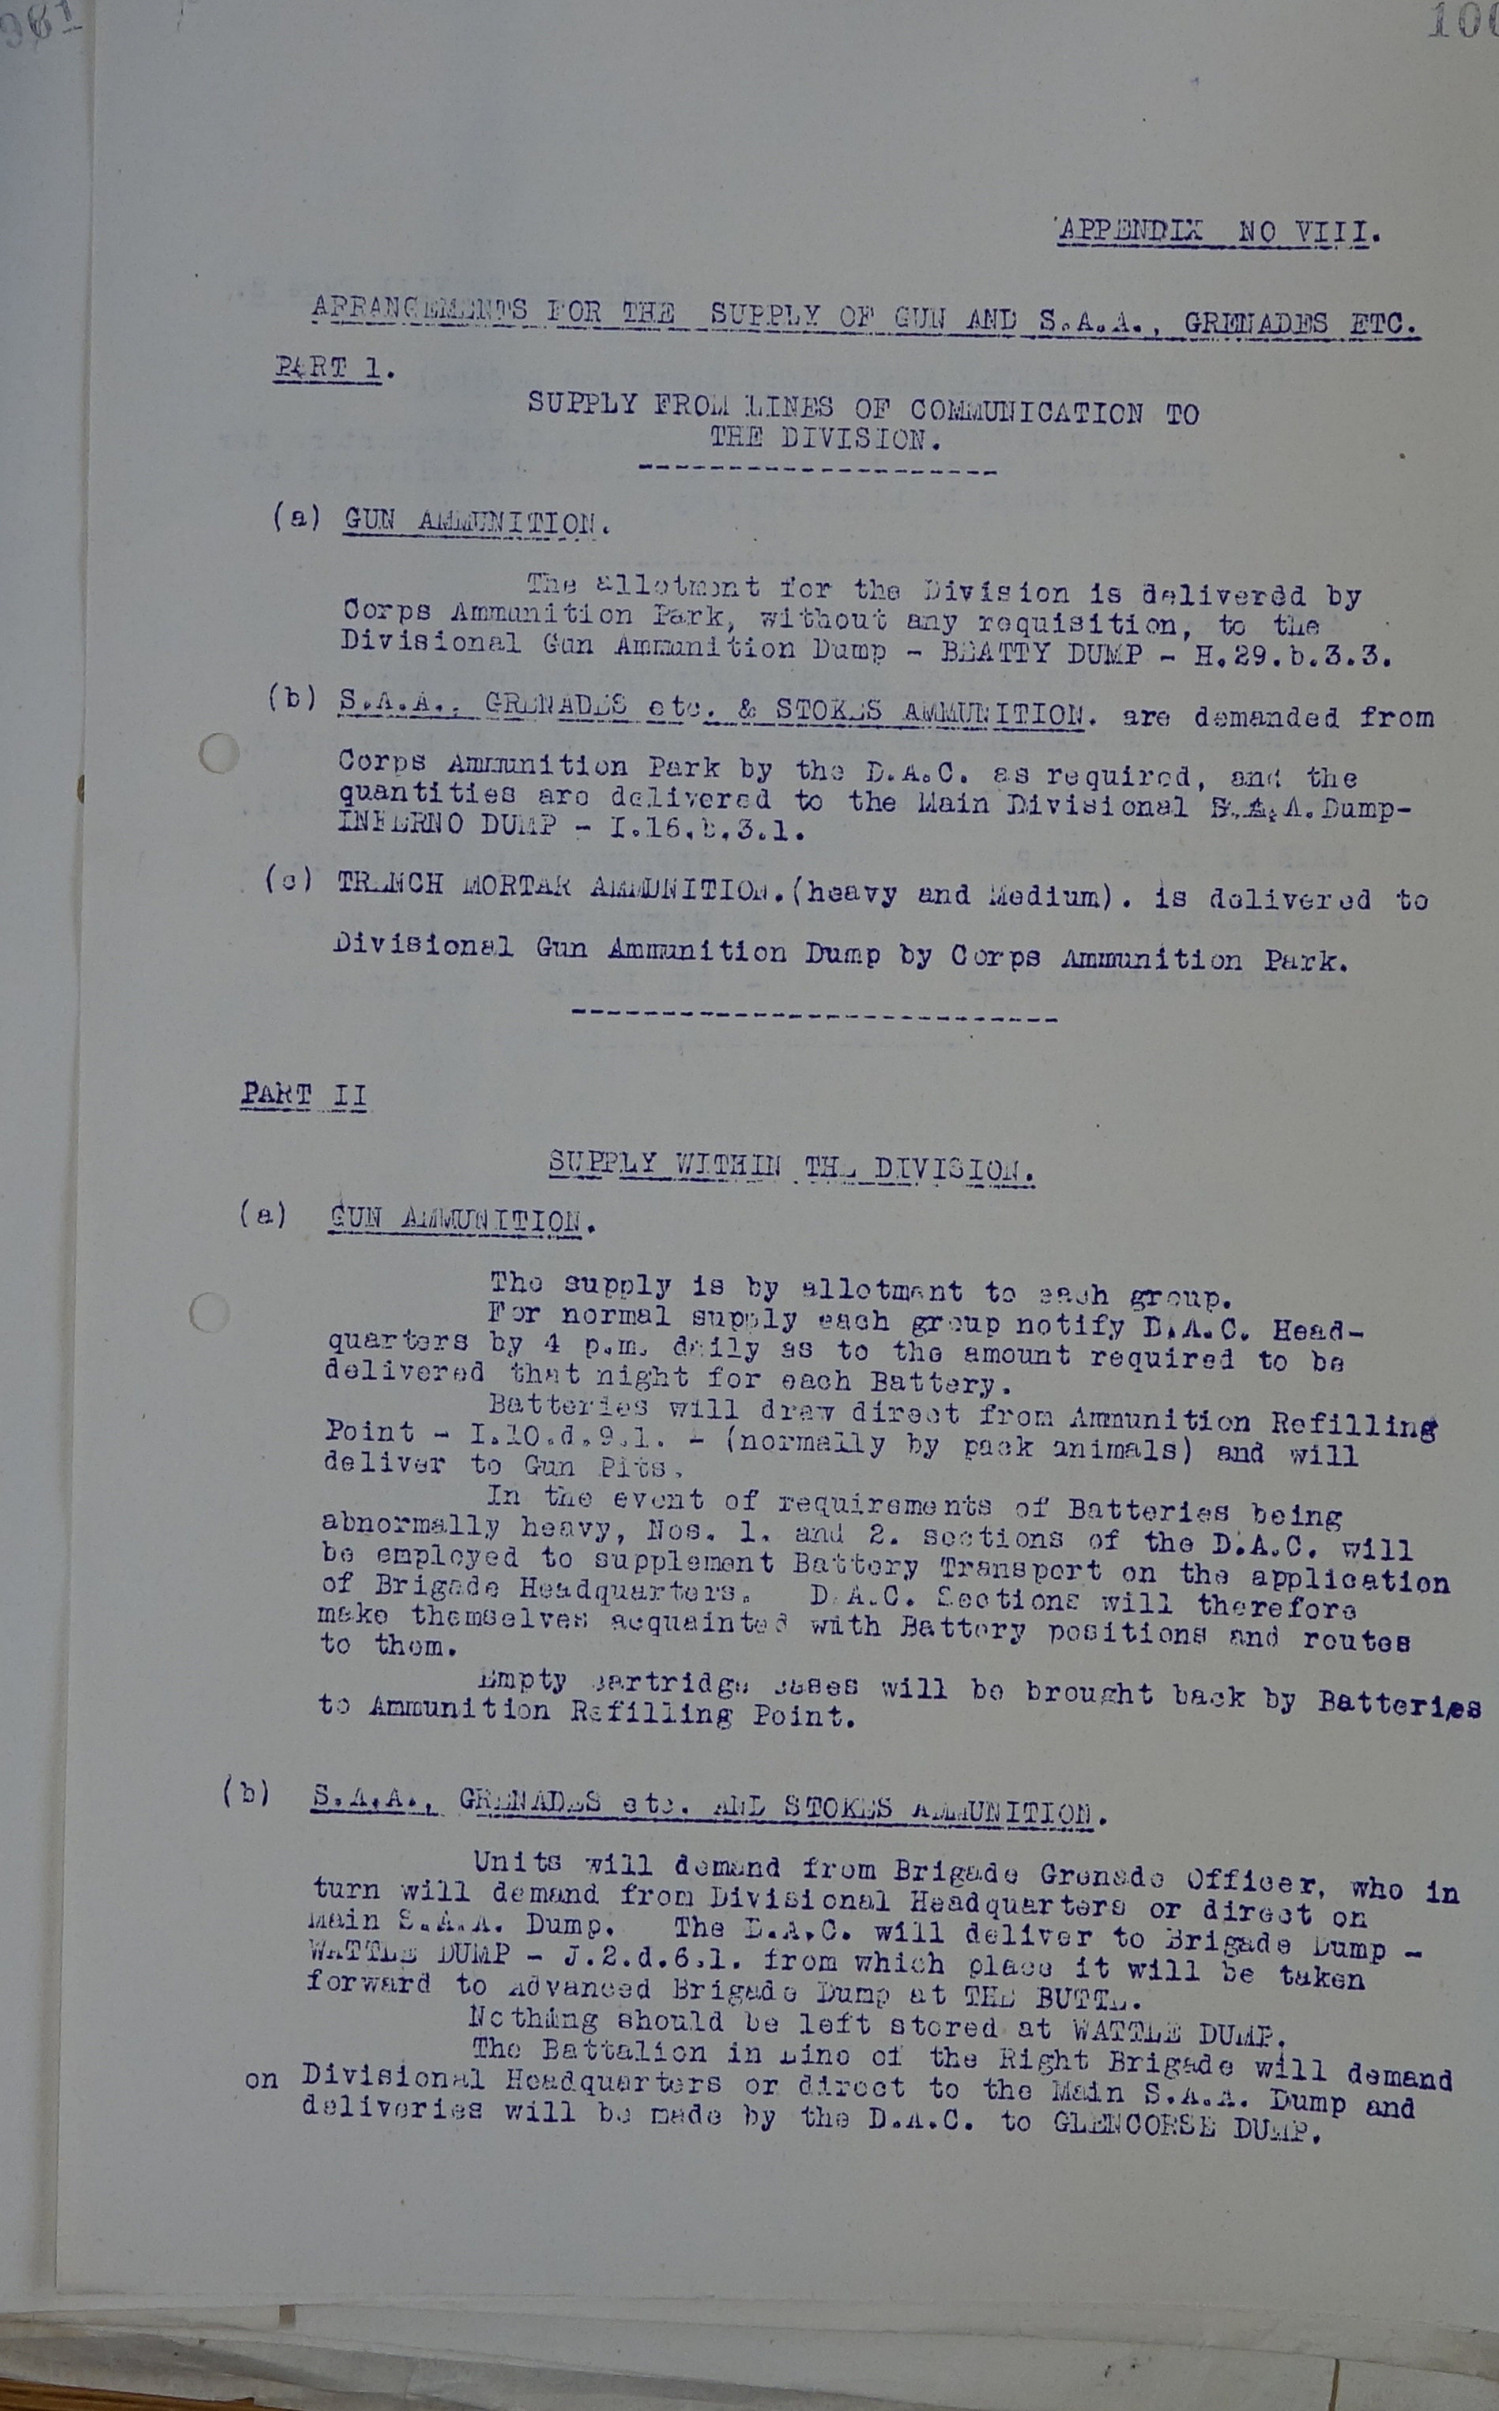 961
100
APPENDIX NO VIII.
ARRANGEMENTS FOR THE SUPPLY OF GUN AND S.A.A., GRENADES ETC.
PART 1.
SUPPLY FROM LINES OF COMMUNICATION TO
THE DIVISION.
--------------------
(a) GUN AMMUNITION.
The allotment for the Division is delivered by
Corps Ammunition Park, without any requisition, to the
Divisional Gun Ammunition Dump - BEATTY DUMP - H.29.b.3.3.
(b) S.A.A., GRENADES etc. & STOKES AMMUNITION. are demanded from
Corps Ammunition Park by the D.A.C. as required, and the
quantities are delivered to the Main Divisional S.A.A. Dump-
INFERNO DUMP - I.16.b.3.1.
(c) TRENCH MORTAR AMMUNITION.(heavy and Medium). is delivered to
Divisional Gun Ammunition Dump by Corps Ammunition Park.
---------------------------
PART II
SUPPLY WITHIN THE DIVISION.
(a) GUN AMMUNITION.
The supply is by allotment to each group.
For normal supply each group notify D.A.C. Head-
quarters by 4 p.m. daily as to the amount required to be
delivered that night for each Battery.
Batteries will draw direct from Ammunition Refilling
Point - I.10.d.9.1. - (normally by pack animals) and will
deliver to Gun Pits.
In the event of requirements of Batteries being
abnormally heavy, Nos. 1. and 2. sections of the D.A.C. will
be employed to supplement Battery Transport on the application
of Brigade Headquarters. D.A.C. Sections will therefore
make themselves acquainted with Battery positions and routes
to them.
Empty cartridge cases will be brought back by Batteries
to Ammunition Refilling Point.
(b) S.A.A., GRENADES etc. AND STOKES AMMUNITION.
Units will demand from Brigade Grenade Officer, who in
turn will demand from Divisional Headquarters or direct on
Main S.A.A. Dump. The D.A.C. will deliver to Brigade Dump -
WATTLE DUMP - J.2.d.6.1. from which place it will be taken
forward to Advanced Brigade Dump at THE BUTTE.
Nothing should be left stored at WATTLE DUMP.
The Battalion in Line of the Right Brigade will demand
on Divisional Headquarters or direct to the Main S.A.A. Dump and
deliveries will be made by the D.A.C. to GLENCORSE DUMP.